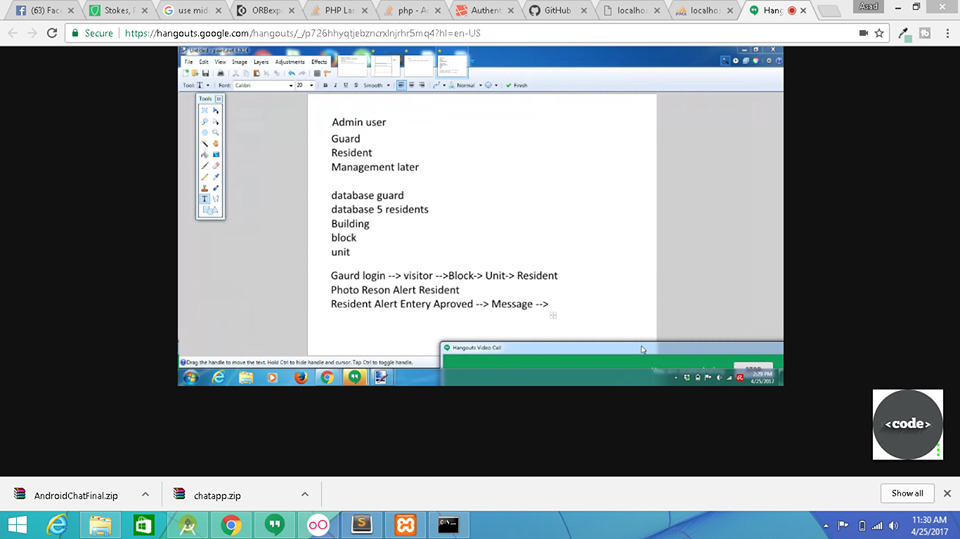 (63) Fac
Stokes, F
use mid
ORBexp
PHP La
php - Ac
Authent
GitHub
localhos
localhos
Hang
Asad
Secure https://hangouts.google.com/hangouts/_/p726hhyqtjebzncrxlnjrhr5mq4?hl=en-US
File Edit View Image Layers Adjustments Effects
Tool: T Font: Calibri 20 B I U S Smooth Normal Finish
Tools
Admin user
Guard
Resident
Management later
database guard
database 5 residents
Building
block
unit
Gaurd login --> visitor -->Block-> Unit-> Resident
Photo Reson Alert Resident
Resident Alert Entery Aproved --> Message -->
Hangouts Video Call
Drag the handle to move the text. Hold Ctrl to hide handle and cursor. Tap Ctrl to toggle handle.
2:29 PM
4/25/2017
<code>
AndroidChatFinal.zip
chatapp.zip
Show all
11:30 AM
4/25/2017